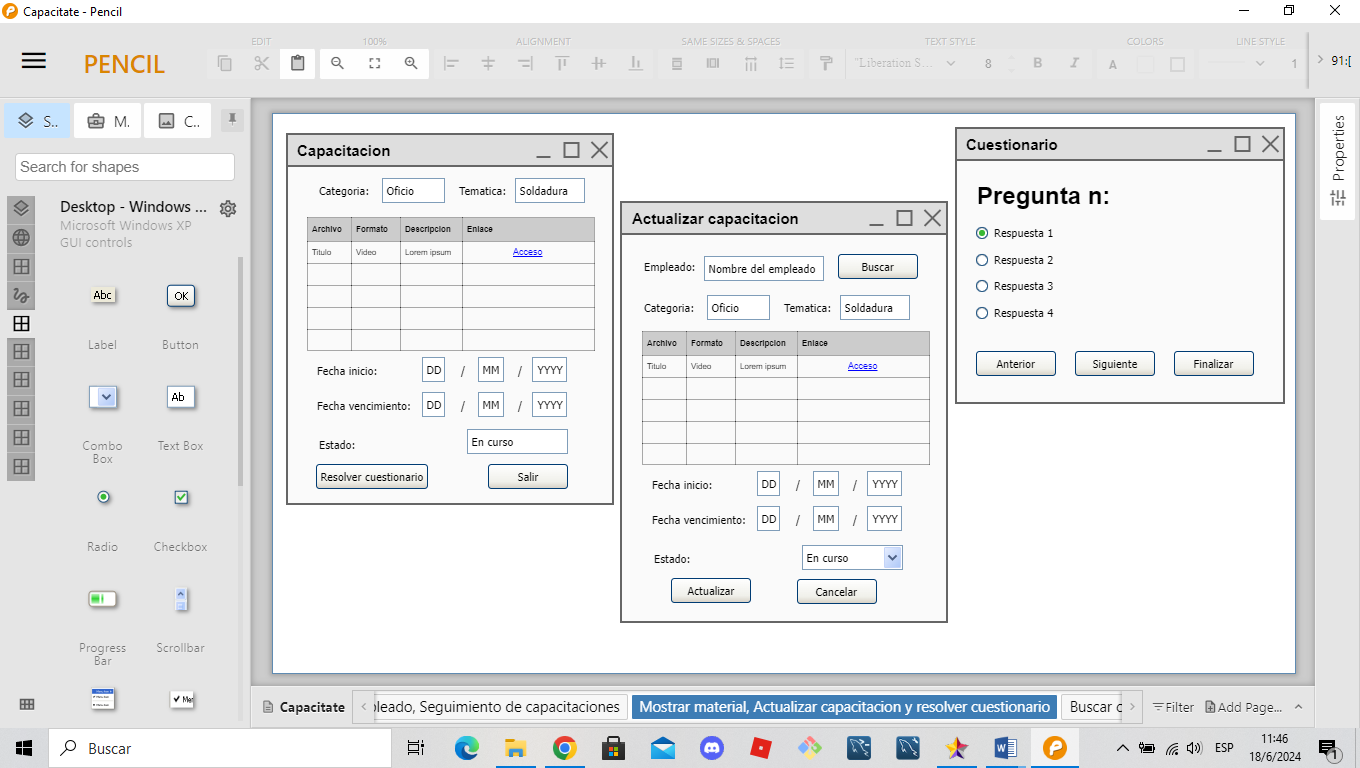 Capacitate - Pencil
PENCIL
EDIT
100%
ALIGNMENT
SAME SIZES & SPACES
TEXT STYLE
COLORS
LINE STYLE
"Liberation S...
8
B
I
A
1
91:[
S..
M.
C..
Search for shapes
Desktop - Windows ...
Microsoft Windows XP
GUI controls
Abc
OK
Label
Button
Ab
Combo
Box
Text Box
Radio
Checkbox
Progress
Bar
Scrollbar
Capacitacion
Categoria: Oficio Tematica: Soldadura
Archivo Formato Descripcion Enlace
Titulo Video Lorem ipsum Acceso
Fecha inicio: DD / MM / YYYY
Fecha vencimiento: DD / MM / YYYY
Estado: En curso
Resolver cuestionario Salir
Actualizar capacitacion
Empleado: Nombre del empleado Buscar
Categoria: Oficio Tematica: Soldadura
Archivo Formato Descripcion Enlace
Titulo Video Lorem ipsum Acceso
Fecha inicio: DD / MM / YYYY
Fecha vencimiento: DD / MM / YYYY
Estado: En curso
Actualizar Cancelar
Cuestionario
Pregunta n:
Respuesta 1
Respuesta 2
Respuesta 3
Respuesta 4
Anterior Siguiente Finalizar
Properties
Capacitate
pleado, Seguimiento de capacitaciones
Mostrar material, Actualizar capacitacion y resolver cuestionario
Buscar c
Filter
Add Page...
Buscar
ESP
11:46
18/6/2024
1